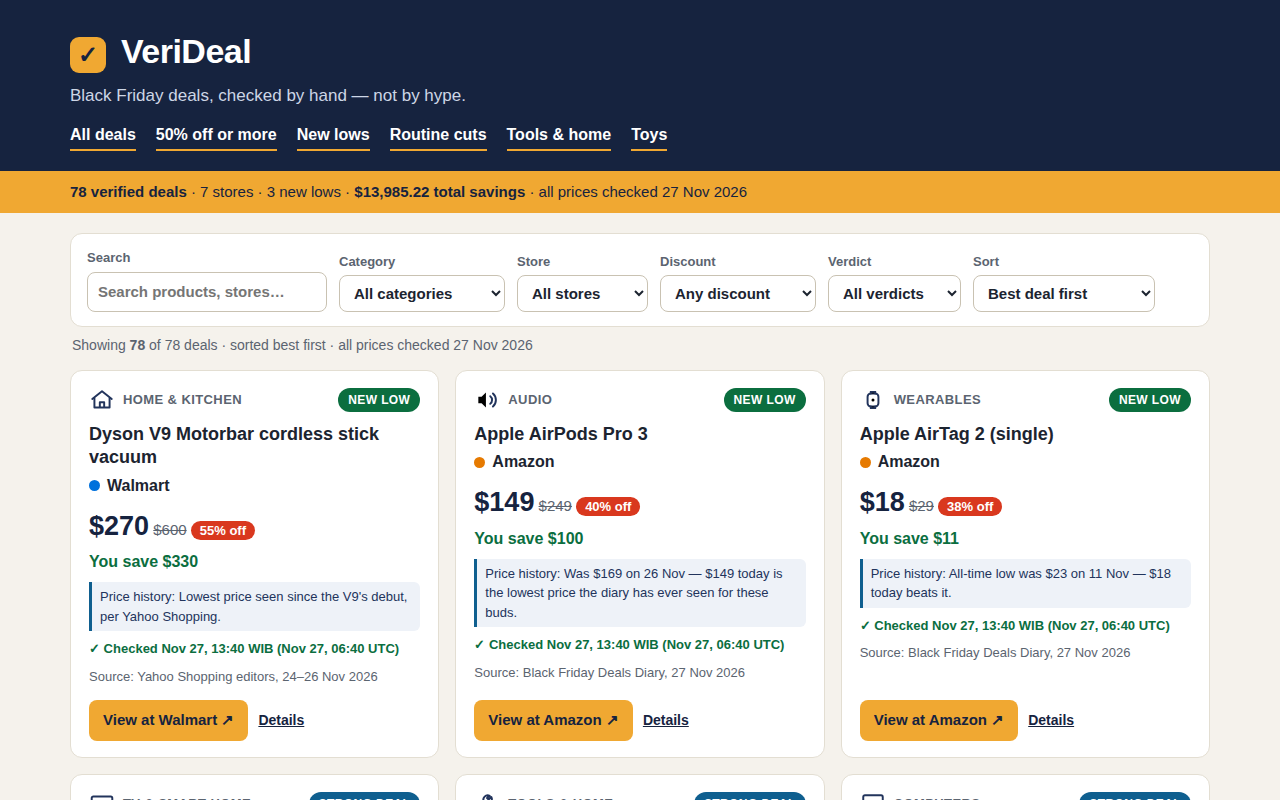 ✓ VeriDeal
Black Friday deals, checked by hand — not by hype.
All deals 50% off or more New lows Routine cuts Tools & home Toys
78 verified deals · 7 stores · 3 new lows · $13,985.22 total savings · all prices checked 27 Nov 2026
Search Category Store Discount Verdict Sort
Search products, stores… All categories All stores Any discount All verdicts Best deal first
Showing 78 of 78 deals · sorted best first · all prices checked 27 Nov 2026
HOME & KITCHEN NEW LOW
Dyson V9 Motorbar cordless stick
vacuum
Walmart
$270 $600 55% off
You save $330
Price history: Lowest price seen since the V9's debut,
per Yahoo Shopping.
✓ Checked Nov 27, 13:40 WIB (Nov 27, 06:40 UTC)
Source: Yahoo Shopping editors, 24–26 Nov 2026
View at Walmart ↗ Details
AUDIO NEW LOW
Apple AirPods Pro 3
Amazon
$149 $249 40% off
You save $100
Price history: Was $169 on 26 Nov — $149 today is
the lowest price the diary has ever seen for these
buds.
✓ Checked Nov 27, 13:40 WIB (Nov 27, 06:40 UTC)
Source: Black Friday Deals Diary, 27 Nov 2026
View at Amazon ↗ Details
WEARABLES NEW LOW
Apple AirTag 2 (single)
Amazon
$18 $29 38% off
You save $11
Price history: All-time low was $23 on 11 Nov — $18
today beats it.
✓ Checked Nov 27, 13:40 WIB (Nov 27, 06:40 UTC)
Source: Black Friday Deals Diary, 27 Nov 2026
View at Amazon ↗ Details
TV & SMART HOME STRONG DEAL
TOOLS & HOME STRONG DEAL
COMPUTERS STRONG DEAL